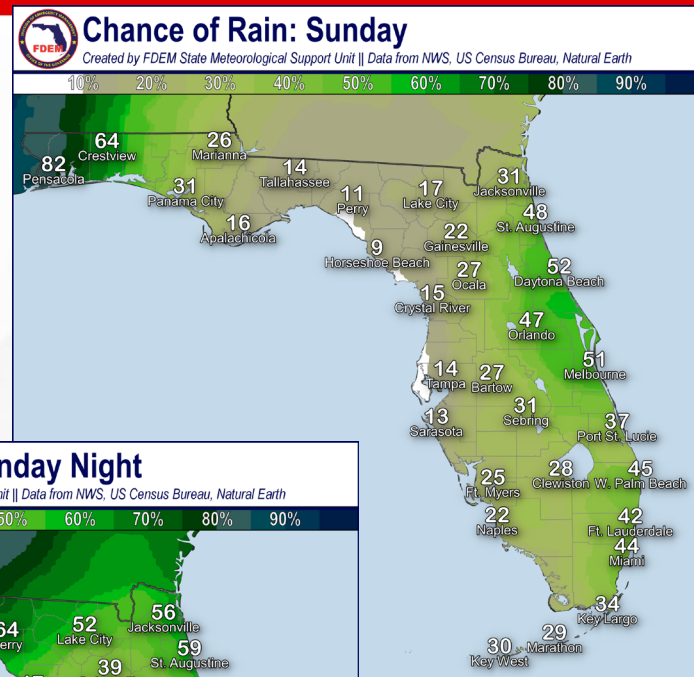 FDEM
Chance of Rain: Sunday
Created by FDEM State Meteorological Support Unit || Data from NWS, US Census Bureau, Natural Earth
10% 20% 30% 40% 50% 60% 70% 80% 90%
82
Pensacola
64
Crestview
26
Marianna
31
Panama City
16
Apalachicola
14
Tallahassee
11
Perry
17
Lake City
31
Jacksonville
48
St. Augustine
9
Horseshoe Beach
22
Gainesville
27
Ocala
52
Daytona Beach
15
Crystal River
47
Orlando
51
Melbourne
14
Tampa
27
Bartow
13
Sarasota
31
Sebring
37
Port St. Lucie
25
Ft. Myers
28
Clewiston
45
W. Palm Beach
22
Naples
42
Ft. Lauderdale
44
Miami
34
Key Largo
29
Marathon
30
Key West
nday Night
nit || Data from NWS, US Census Bureau, Natural Earth
50% 60% 70% 80% 90%
64
erry
52
Lake City
56
Jacksonville
59
St. Augustine
39